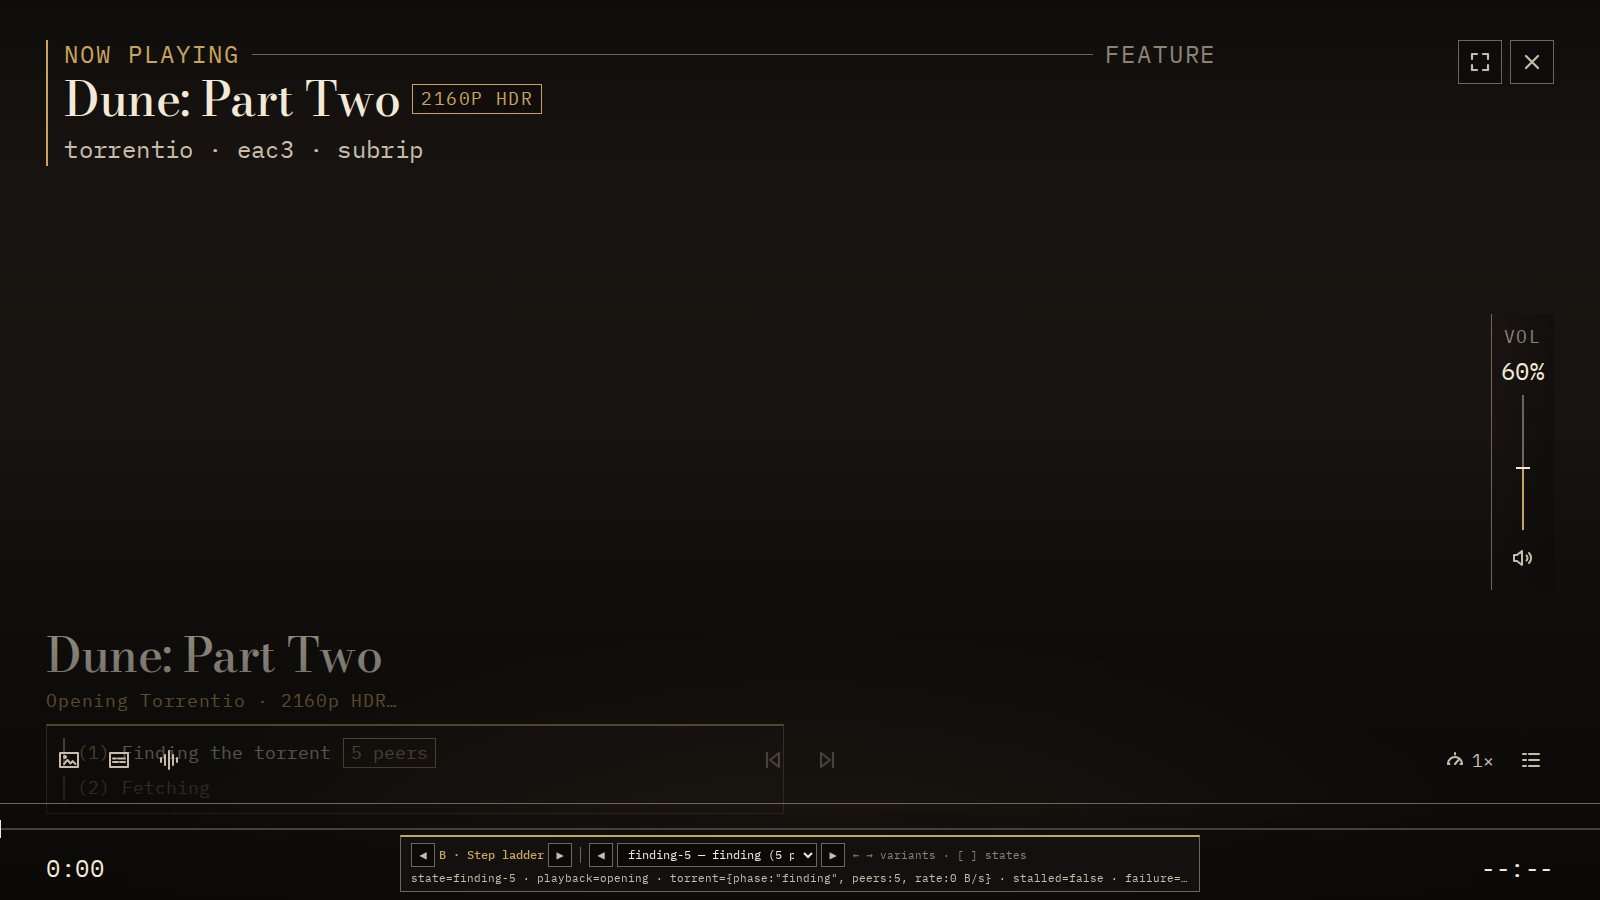 NOW PLAYING FEATURE
Dune: Part Two 2160P HDR
torrentio · eac3 · subrip
VOL
60%
Dune: Part Two
Opening Torrentio · 2160p HDR…
(1) Finding the torrent 5 peers
1×
(2) Fetching
0:00
--:--
◀ B · Step ladder ▶ | ◀ finding-5 — finding (5 p ▶ ← → variants · [ ] states
state=finding-5 · playback=opening · torrent={phase:"finding", peers:5, rate:0 B/s} · stalled=false · failure=…